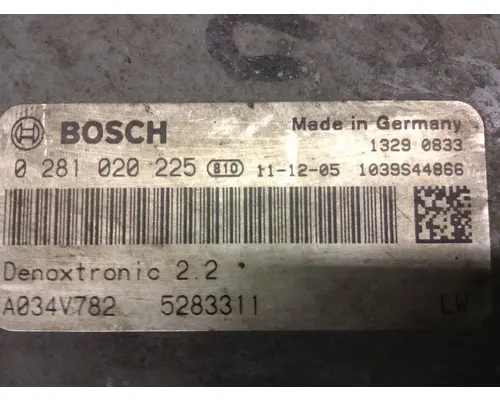 BOSCH Made in Germany
1329 0833
0 281 020 225 810 11-12-05 1039S44866
Denoxtronic 2.2
A034V782 5283311 LW